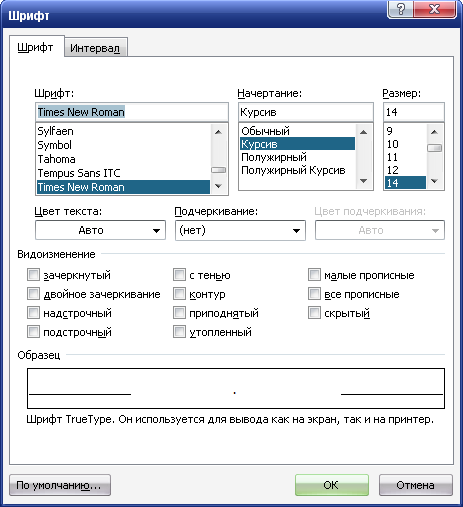 Шрифт
Шрифт Интервал
Шрифт: Начертание: Размер:
Times New Roman Курсив 14
Sylfaen Обычный 9
Symbol Курсив 10
Tahoma Полужирный 11
Tempus Sans ITC Полужирный Курсив 12
Times New Roman 14
Цвет текста: Подчеркивание: Цвет подчеркивания:
Авто (нет) Авто
Видоизменение
зачеркнутый с тенью малые прописные
двойное зачеркивание контур все прописные
надстрочный приподнятый скрытый
подстрочный утопленный
Образец
Шрифт TrueType. Он используется для вывода как на экран, так и на принтер.
По умолчанию... ОК Отмена